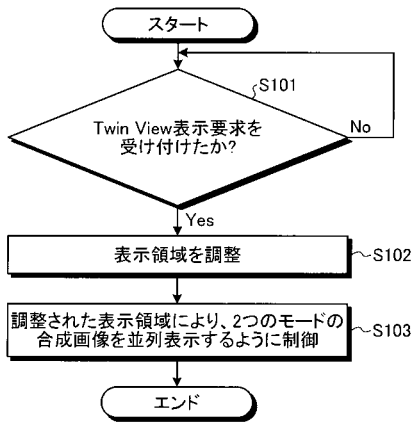 スタート
S101
Twin View表示要求を
受け付けたか?
No
Yes
表示領域を調整
S102
調整された表示領域により、2つのモードの
合成画像を並列表示するように制御
S103
エンド